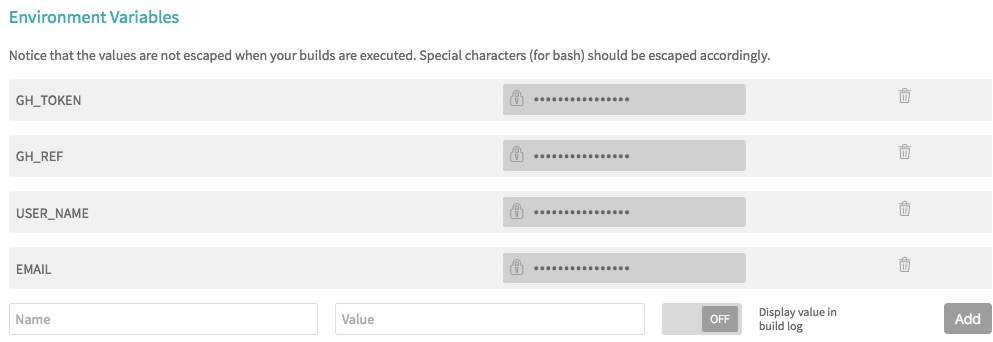 Environment Variables
Notice that the values are not escaped when your builds are executed. Special characters (for bash) should be escaped accordingly.
GH_TOKEN ••••••••••••••••
GH_REF ••••••••••••••••
USER_NAME ••••••••••••••••
EMAIL ••••••••••••••••
Name Value OFF Display value in
build log Add